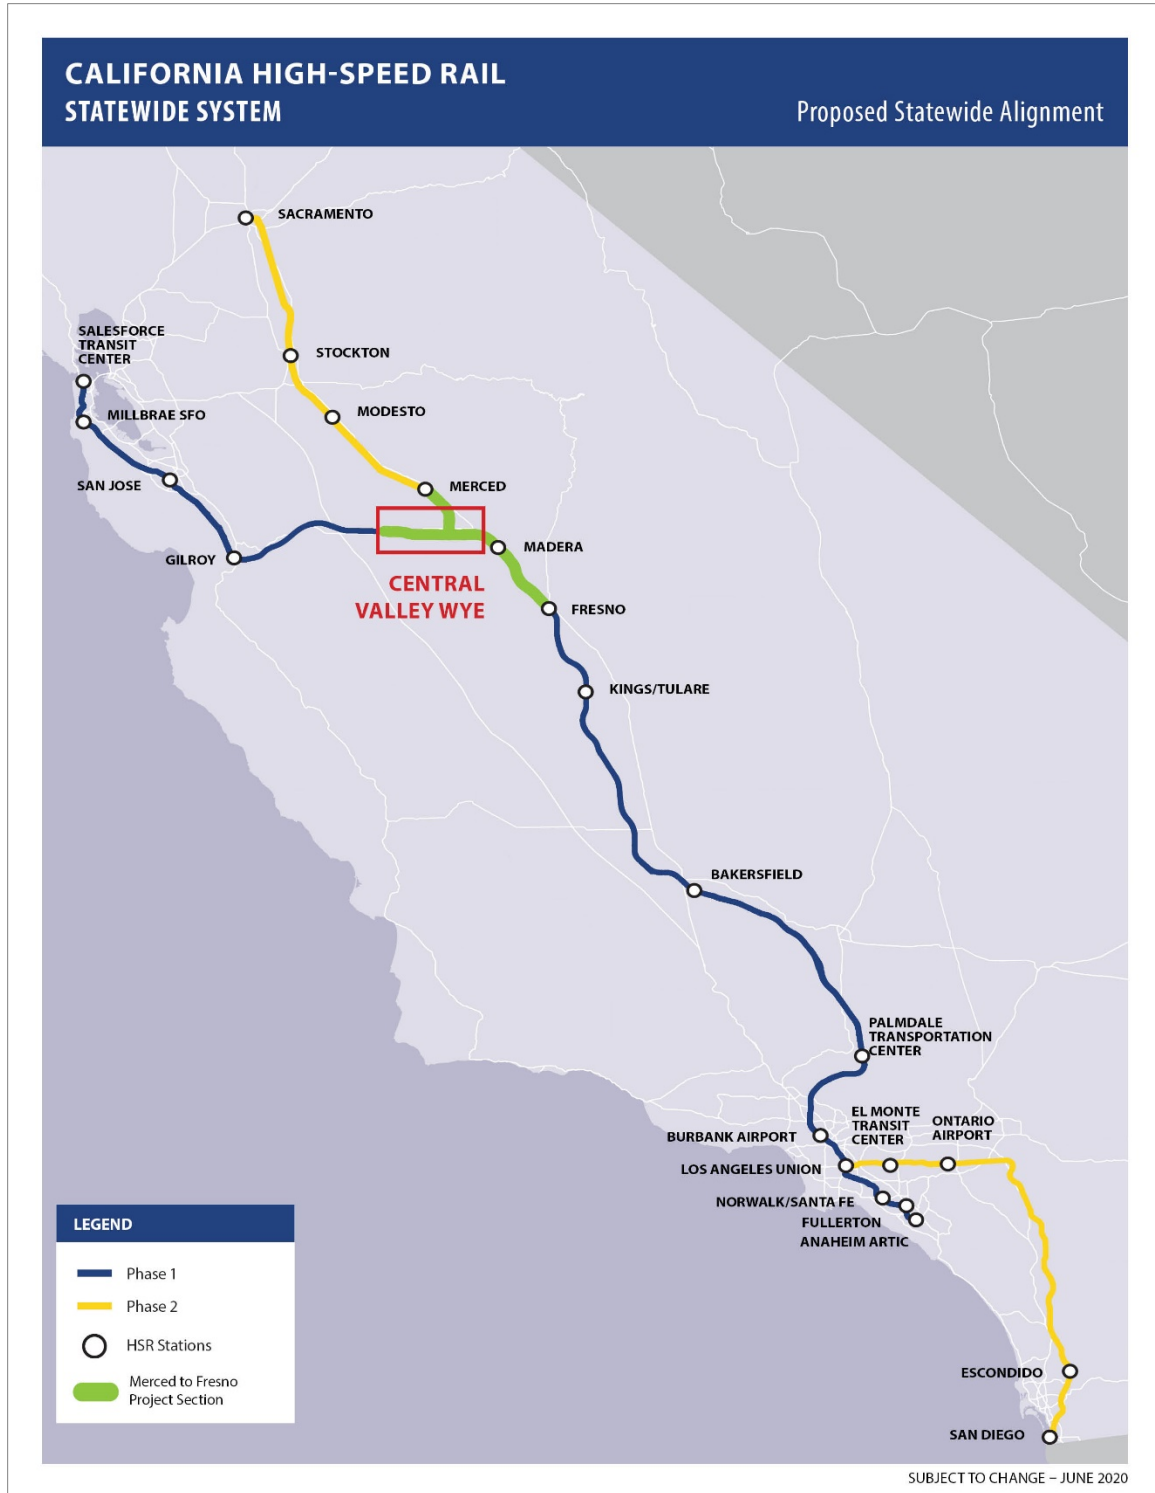 CALIFORNIA HIGH-SPEED RAIL
STATEWIDE SYSTEM
Proposed Statewide Alignment
SACRAMENTO
SALESFORCE
TRANSIT
CENTER
STOCKTON
MILLBRAE SFO
MODESTO
SAN JOSE
MERCED
GILROY
MADERA
CENTRAL
VALLEY WYE
FRESNO
KINGS/TULARE
BAKERSFIELD
PALMDALE
TRANSPORTATION
CENTER
EL MONTE
TRANSIT
CENTER
ONTARIO
AIRPORT
BURBANK AIRPORT
LOS ANGELES UNION
NORWALK/SANTA FE
FULLERTON
ANAHEIM ARTIC
ESCONDIDO
SAN DIEGO
LEGEND
Phase 1
Phase 2
HSR Stations
Merced to Fresno
Project Section
SUBJECT TO CHANGE – JUNE 2020